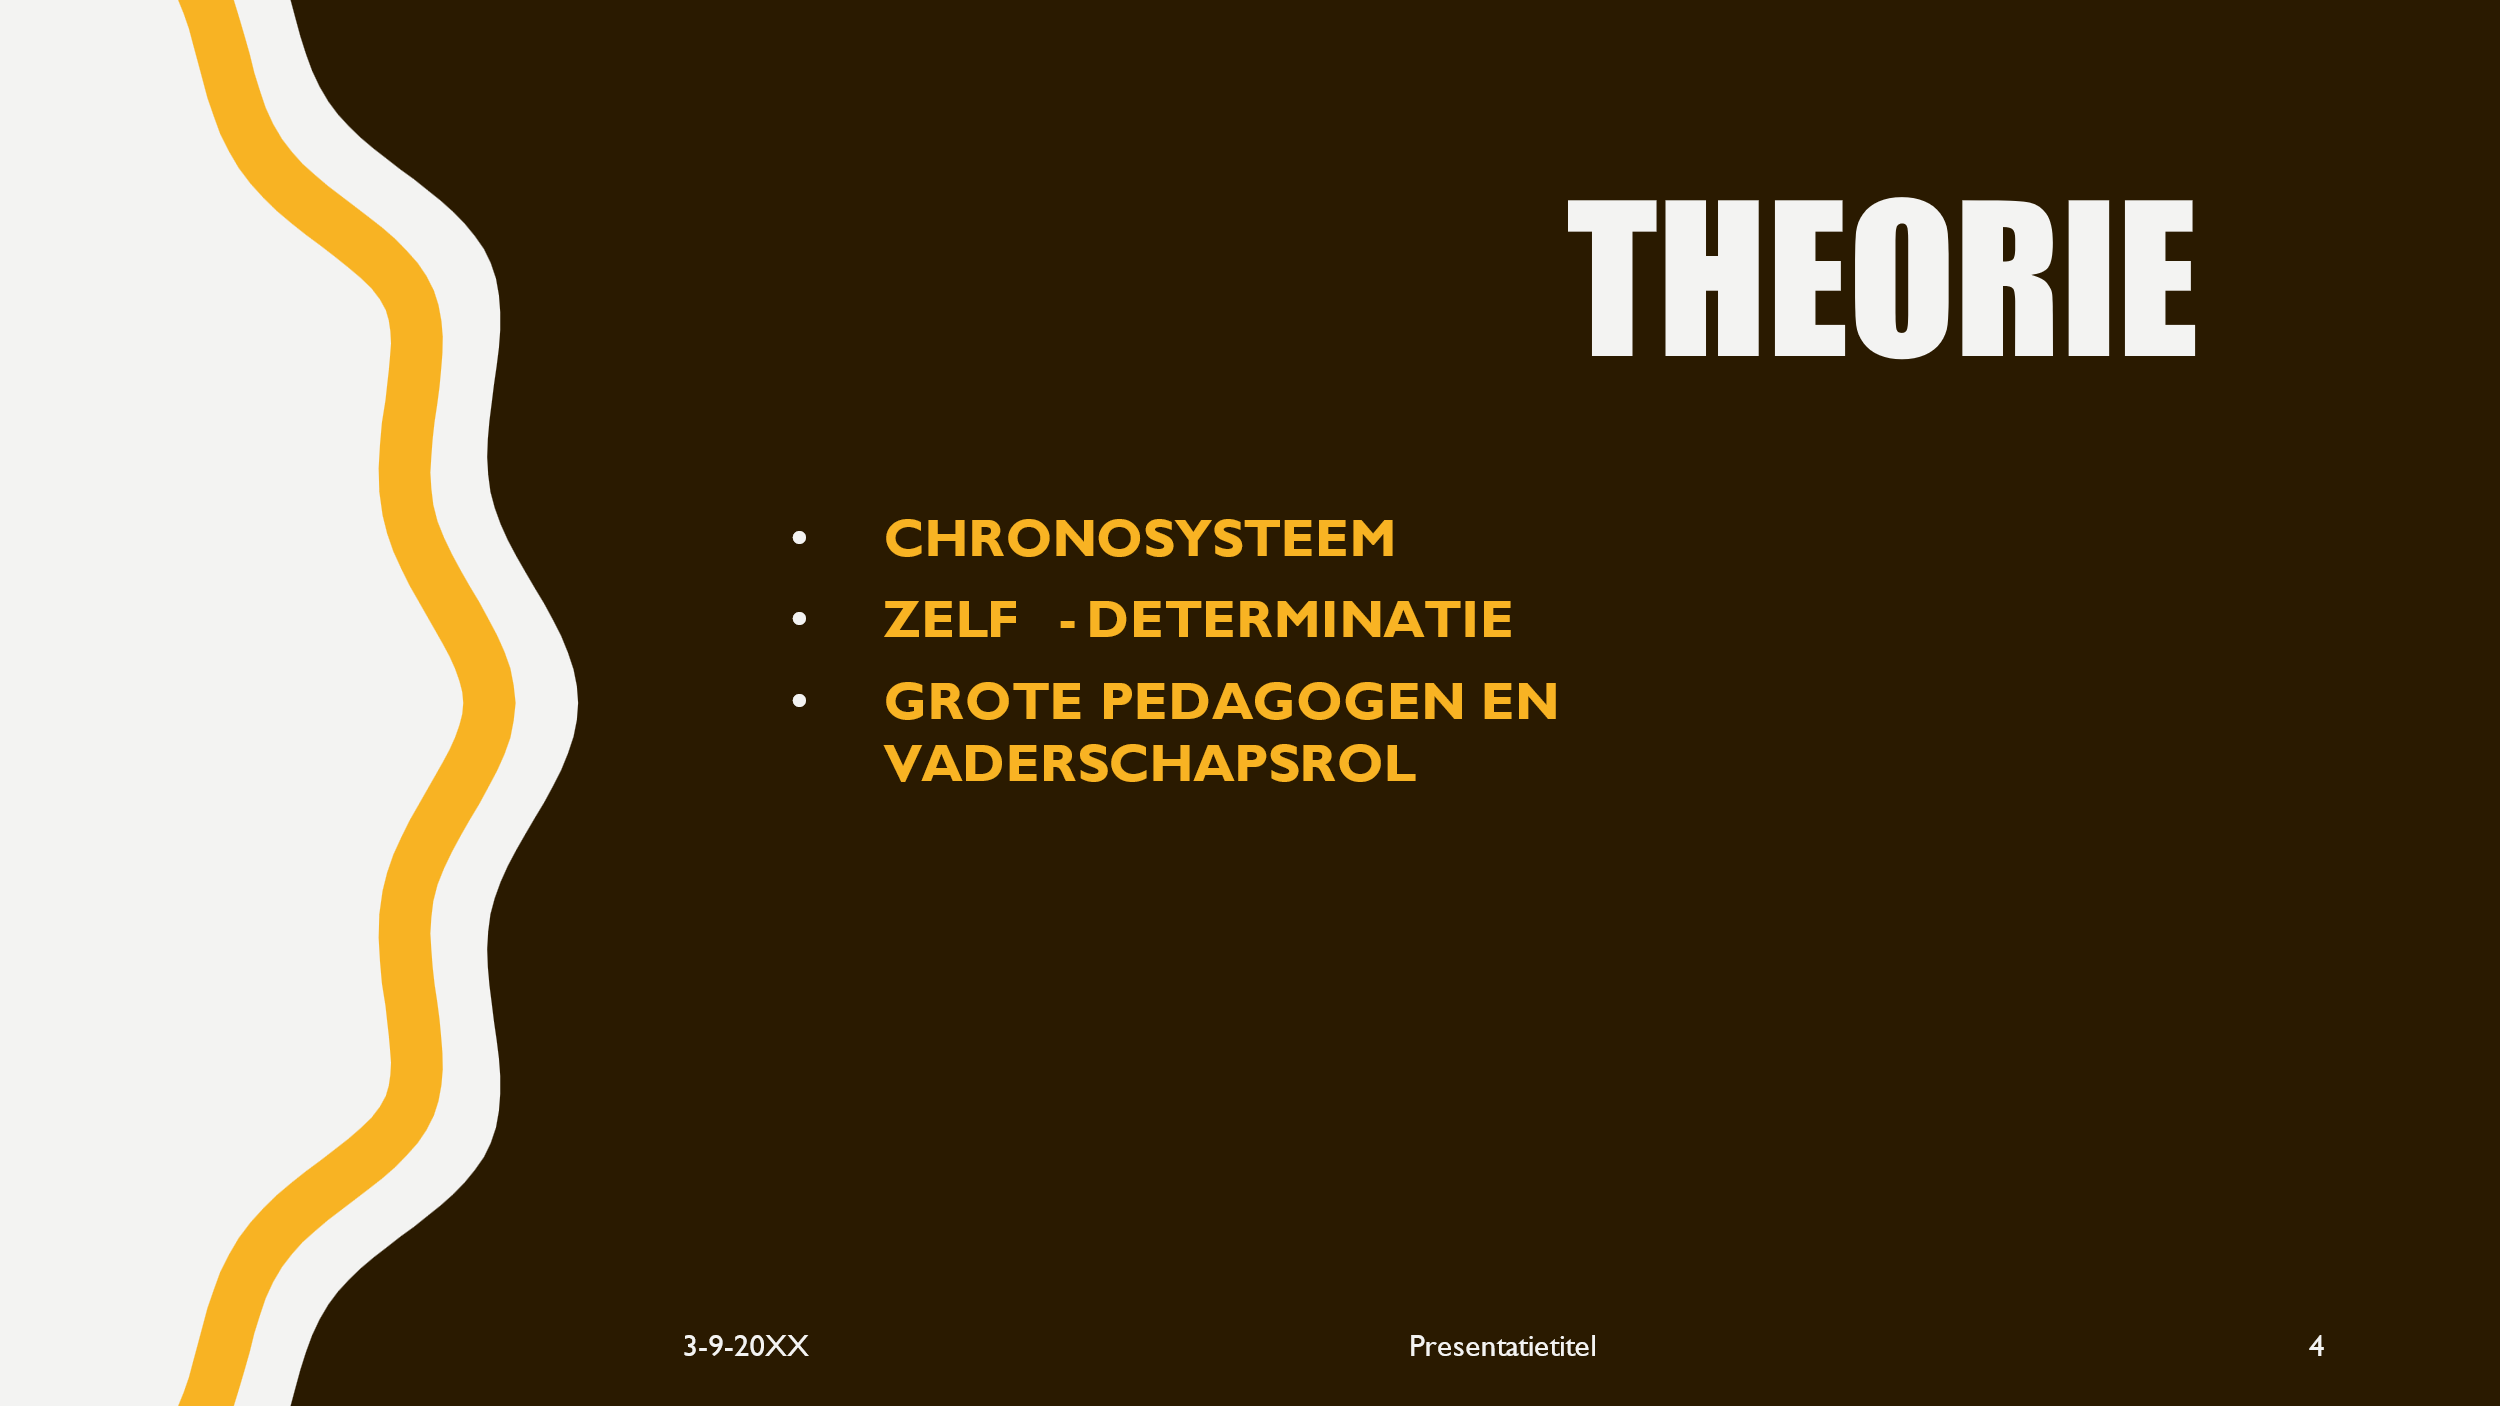 THEORIE
• CHRONOSYSTEEM
• ZELF -DETERMINATIE
• GROTE PEDAGOGEN EN
VADERSCHAPSROL
3-9-20XX
Presentatietitel
4